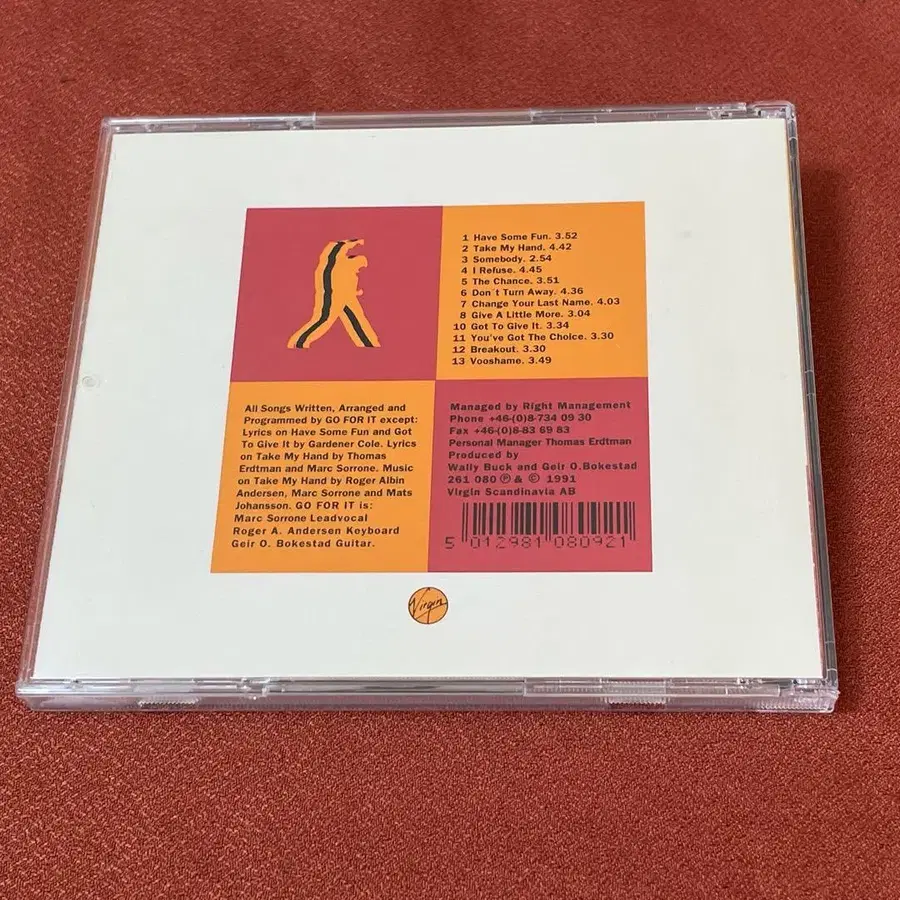 1 Have Some Fun. 3.52
2 Take My Hand. 4.42
3 Somebody. 2.54
4 I Refuse. 4.45
5 The Chance. 3.51
6 Don´t Turn Away. 4.36
7 Change Your Last Name. 4.03
8 Give A Little More. 3.04
10 Got To Give It. 3.34
11 You've Got The Choice. 3.30
12 Breakout. 3.30
13 Vooshame. 3.49
All Songs Written, Arranged and
Programmed by GO FOR IT except:
Lyrics on Have Some Fun and Got
To Give It by Gardener Cole. Lyrics
on Take My Hand by Thomas
Erdtman and Marc Sorrone. Music
on Take My Hand by Roger Albin
Andersen, Marc Sorrone and Mats
Johansson. GO FOR IT is:
Marc Sorrone Leadvocal
Roger A. Andersen Keyboard
Geir O. Bokestad Guitar.
Managed by Right Management
Phone +46-(0)8-734 09 30
Fax +46-(0)8-83 69 83
Personal Manager Thomas Erdtman
Produced by
Wally Buck and Geir O.Bokestad
261 080 ℗ & © 1991
Virgin Scandinavia AB
5 012981 080921
Virgin